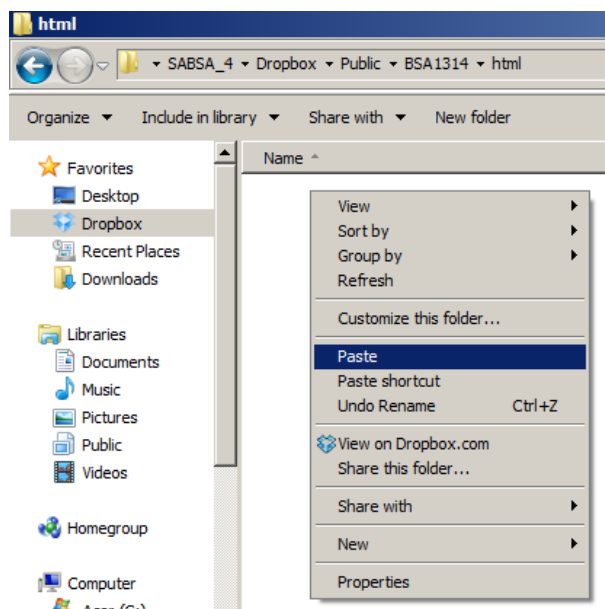 html
SABSA_4 Dropbox Public BSA1314 html
Organize Include in library Share with New folder
Favorites
Desktop
Dropbox
Recent Places
Downloads
Libraries
Documents
Music
Pictures
Public
Videos
Homegroup
Computer
Acer (C:)
Name
View
Sort by
Group by
Refresh
Customize this folder...
Paste
Paste shortcut
Undo Rename Ctrl+Z
View on Dropbox.com
Share this folder...
Share with
New
Properties